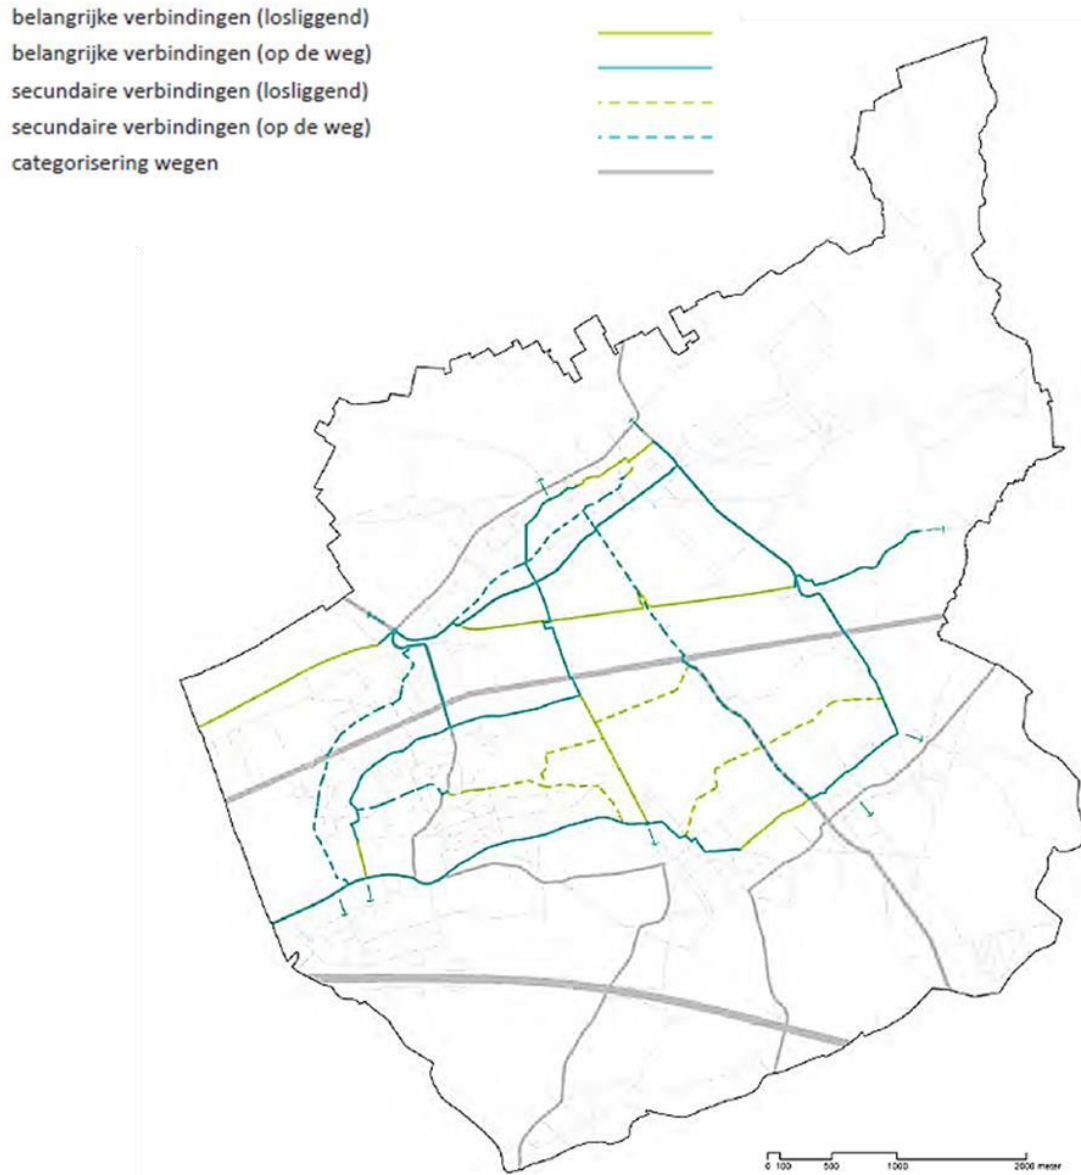 belangrijke verbindingen (losliggend)
belangrijke verbindingen (op de weg)
secundaire verbindingen (losliggend)
secundaire verbindingen (op de weg)
categorisering wegen
0 100 500 1000 2000 meter